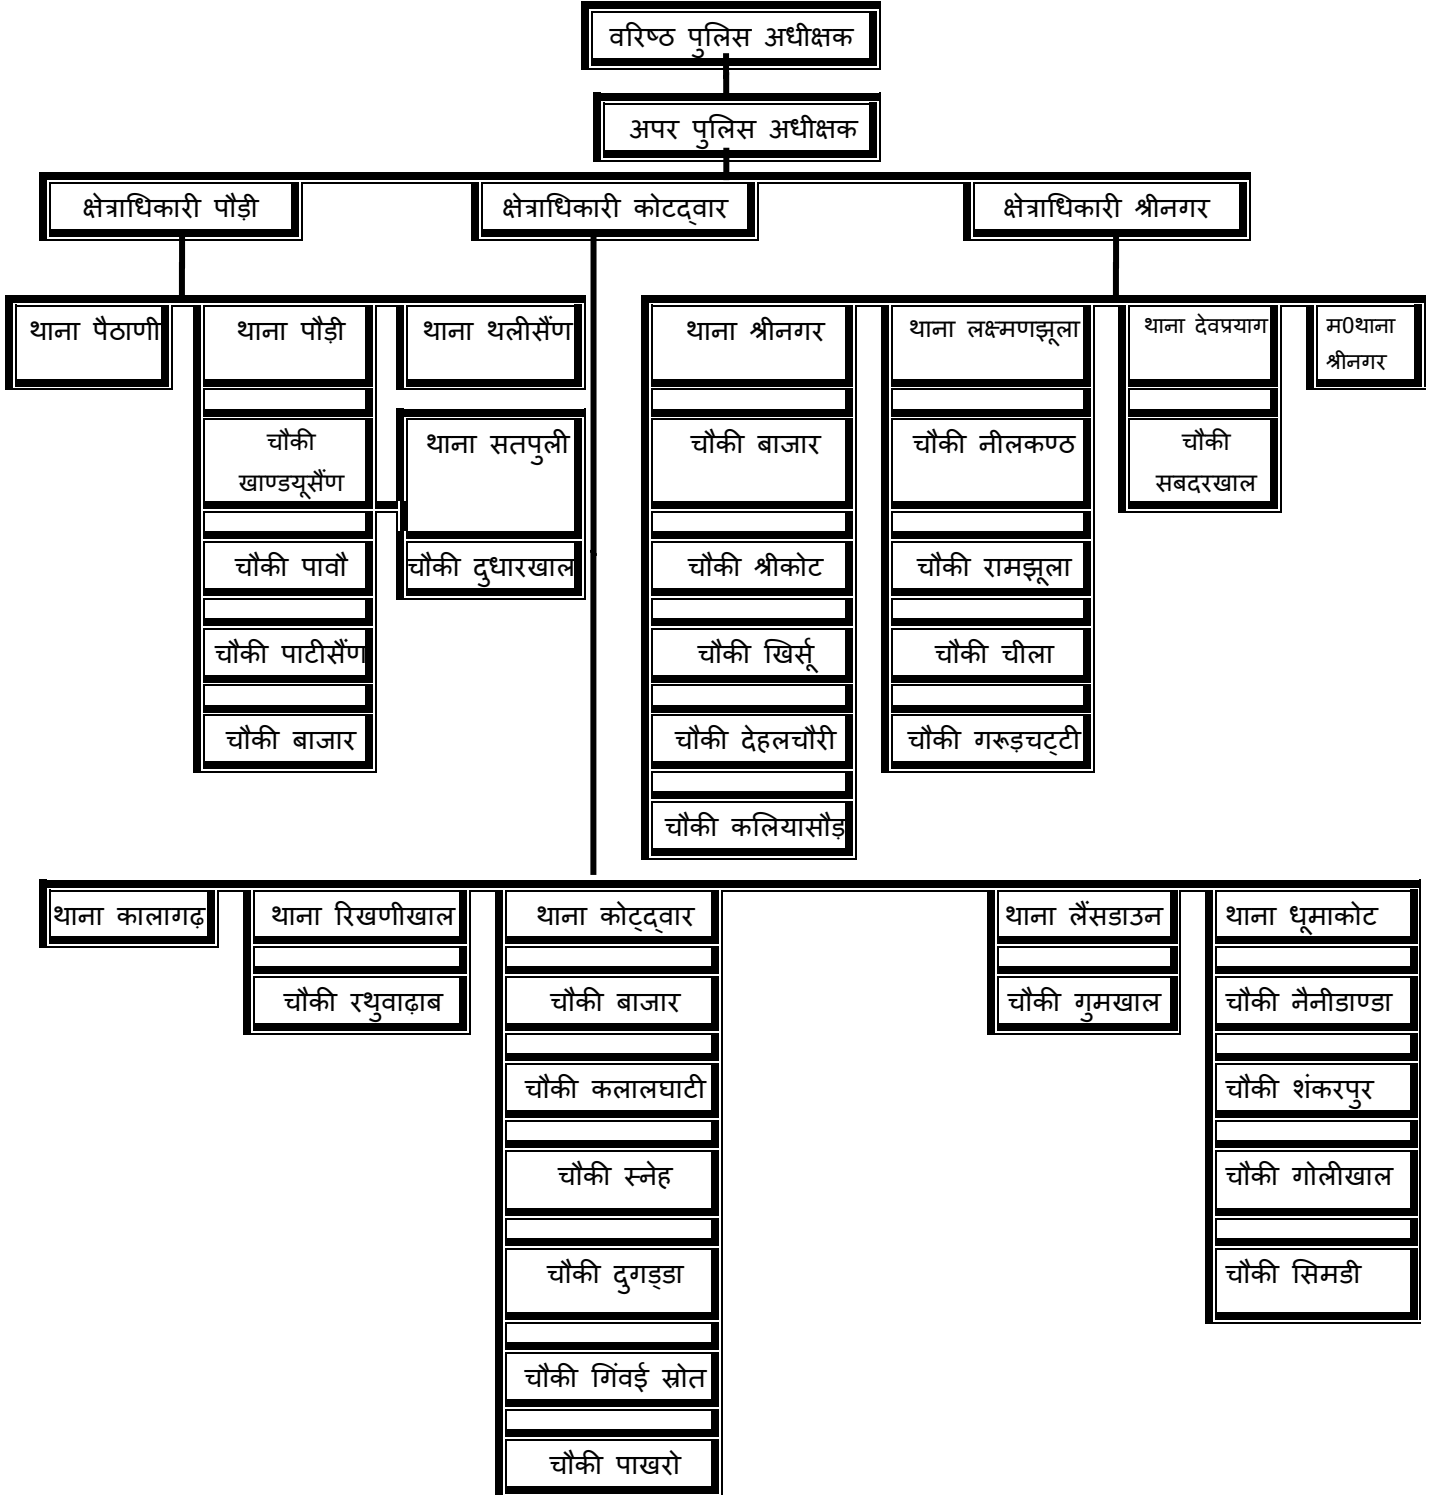 वरिष्ठ पुलिस अधीक्षक
अपर पुलिस अधीक्षक
क्षेत्राधिकारी पौड़ी
क्षेत्राधिकारी कोटद्वार
क्षेत्राधिकारी श्रीनगर
थाना पैठाणी
थाना पौड़ी
थाना थलीसैंण
थाना श्रीनगर
थाना लक्ष्मणझूला
थाना देवप्रयाग
म0थाना
श्रीनगर
चौकी
खाण्डयूसैंण
थाना सतपुली
चौकी बाजार
चौकी नीलकण्ठ
चौकी
सबदरखाल
चौकी पावौ
चौकी दुधारखाल
चौकी श्रीकोट
चौकी रामझूला
चौकी पाटीसैंण
चौकी खिर्सू
चौकी चीला
चौकी बाजार
चौकी देहलचौरी
चौकी गरूड़चट्टी
चौकी कलियासौड़
थाना कालागढ़
थाना रिखणीखाल
थाना कोट्द्वार
थाना लैंसडाउन
थाना धूमाकोट
चौकी रथुवाढ़ाब
चौकी बाजार
चौकी गुमखाल
चौकी नैनीडाण्डा
चौकी कलालघाटी
चौकी शंकरपुर
चौकी स्नेह
चौकी गोलीखाल
चौकी दुगड्डा
चौकी सिमडी
चौकी गिंवई स्रोत
चौकी पाखरो